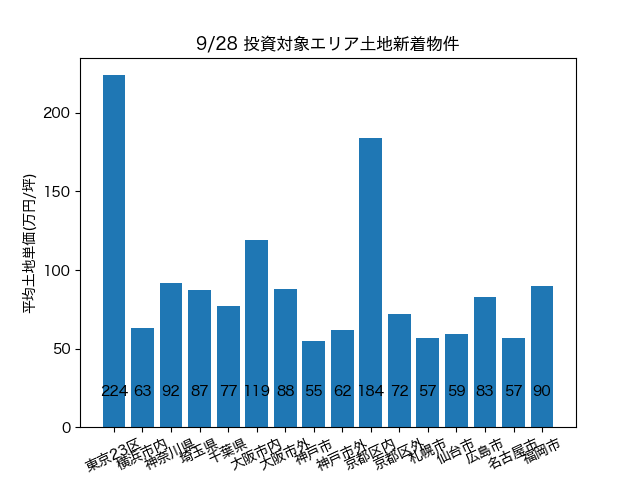 9/28 投資対象エリア土地新着物件
平均土地単価(万円/坪)
200
150
100
50
0
224 63 92 87 77 119 88 55 62 184 72 57 59 83 57 90
東京23区 横浜市内 神奈川県 埼玉県 千葉県 大阪市内 大阪市外 神戸市 神戸市外 京都区内 京都区外 札幌市 仙台市 広島市 名古屋市 福岡市